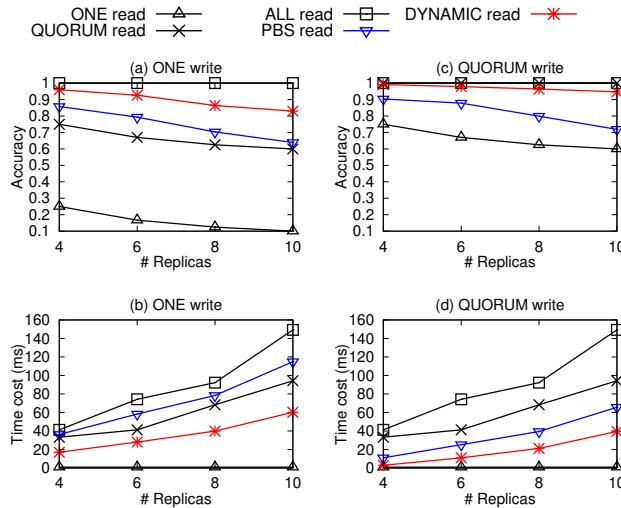 ONE read
QUORUM read
ALL read
PBS read
DYNAMIC read
(a) ONE write
Accuracy
1
0.9
0.8
0.7
0.6
0.5
0.4
0.3
0.2
0.1
4 6 8 10
# Replicas
(c) QUORUM write
Accuracy
1
0.9
0.8
0.7
0.6
0.5
0.4
0.3
0.2
0.1
4 6 8 10
# Replicas
(b) ONE write
Time cost (ms)
160
140
120
100
80
60
40
20
0
4 6 8 10
# Replicas
(d) QUORUM write
Time cost (ms)
160
140
120
100
80
60
40
20
0
4 6 8 10
# Replicas